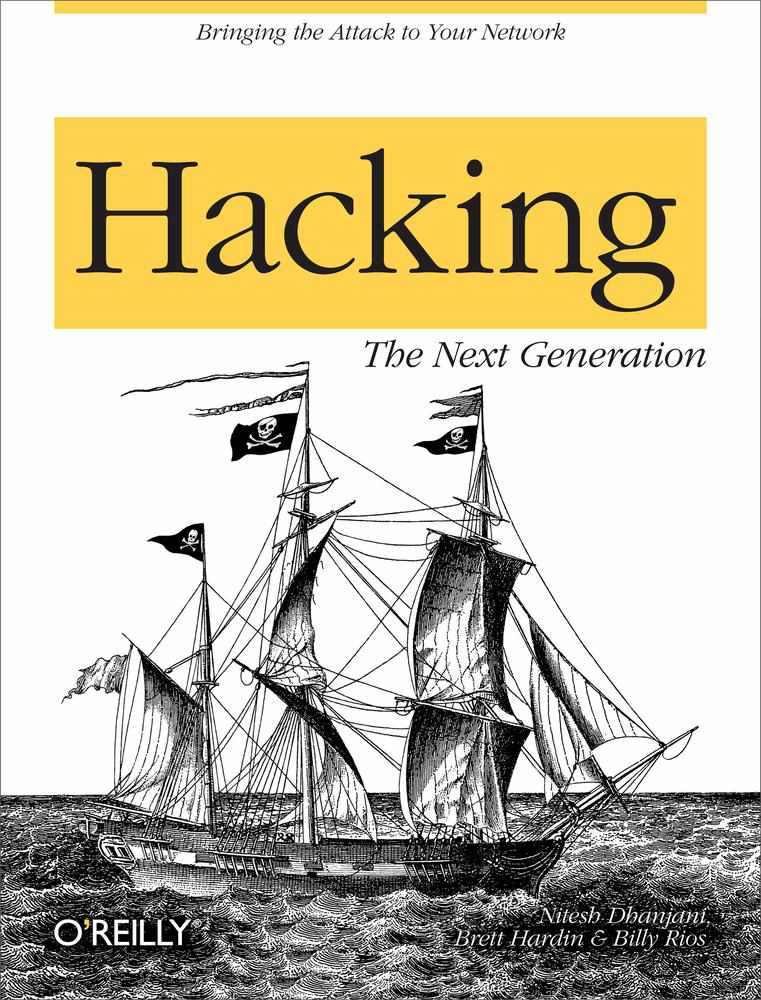 Bringing the Attack to Your Network
Hacking
The Next Generation
O'REILLY
Nitesh Dhanjani,
Brett Hardin & Billy Rios